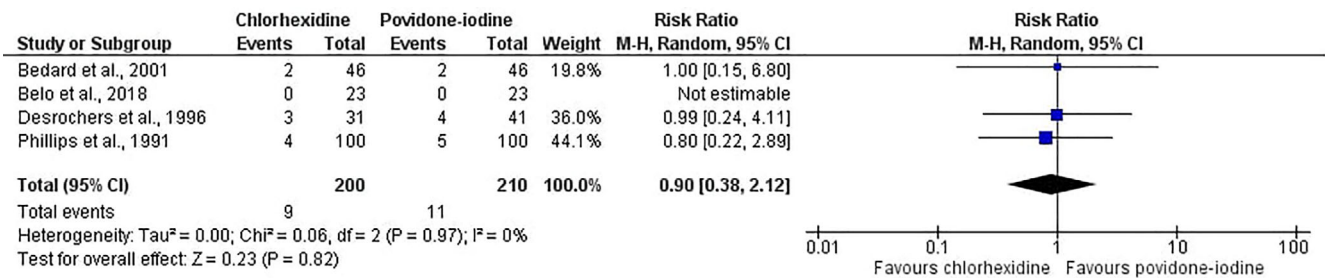 Chlorhexidine Povidone-iodine Risk Ratio Risk Ratio
Study or Subgroup Events Total Events Total Weight M-H, Random, 95% CI M-H, Random, 95% CI
Bedard et al., 2001 2 46 2 46 19.8% 1.00 [0.15, 6.80]
Belo et al., 2018 0 23 0 23 Not estimable
Desrochers et al., 1996 3 31 4 41 36.0% 0.99 [0.24, 4.11]
Phillips et al., 1991 4 100 5 100 44.1% 0.80 [0.22, 2.89]
Total (95% CI) 200 210 100.0% 0.90 [0.38, 2.12]
Total events 9 11
Heterogeneity: Tau² = 0.00; Chi² = 0.06, df = 2 (P = 0.97); I² = 0%
Test for overall effect: Z = 0.23 (P = 0.82)
0.01 0.1 1 10 100
Favours chlorhexidine Favours povidone-iodine